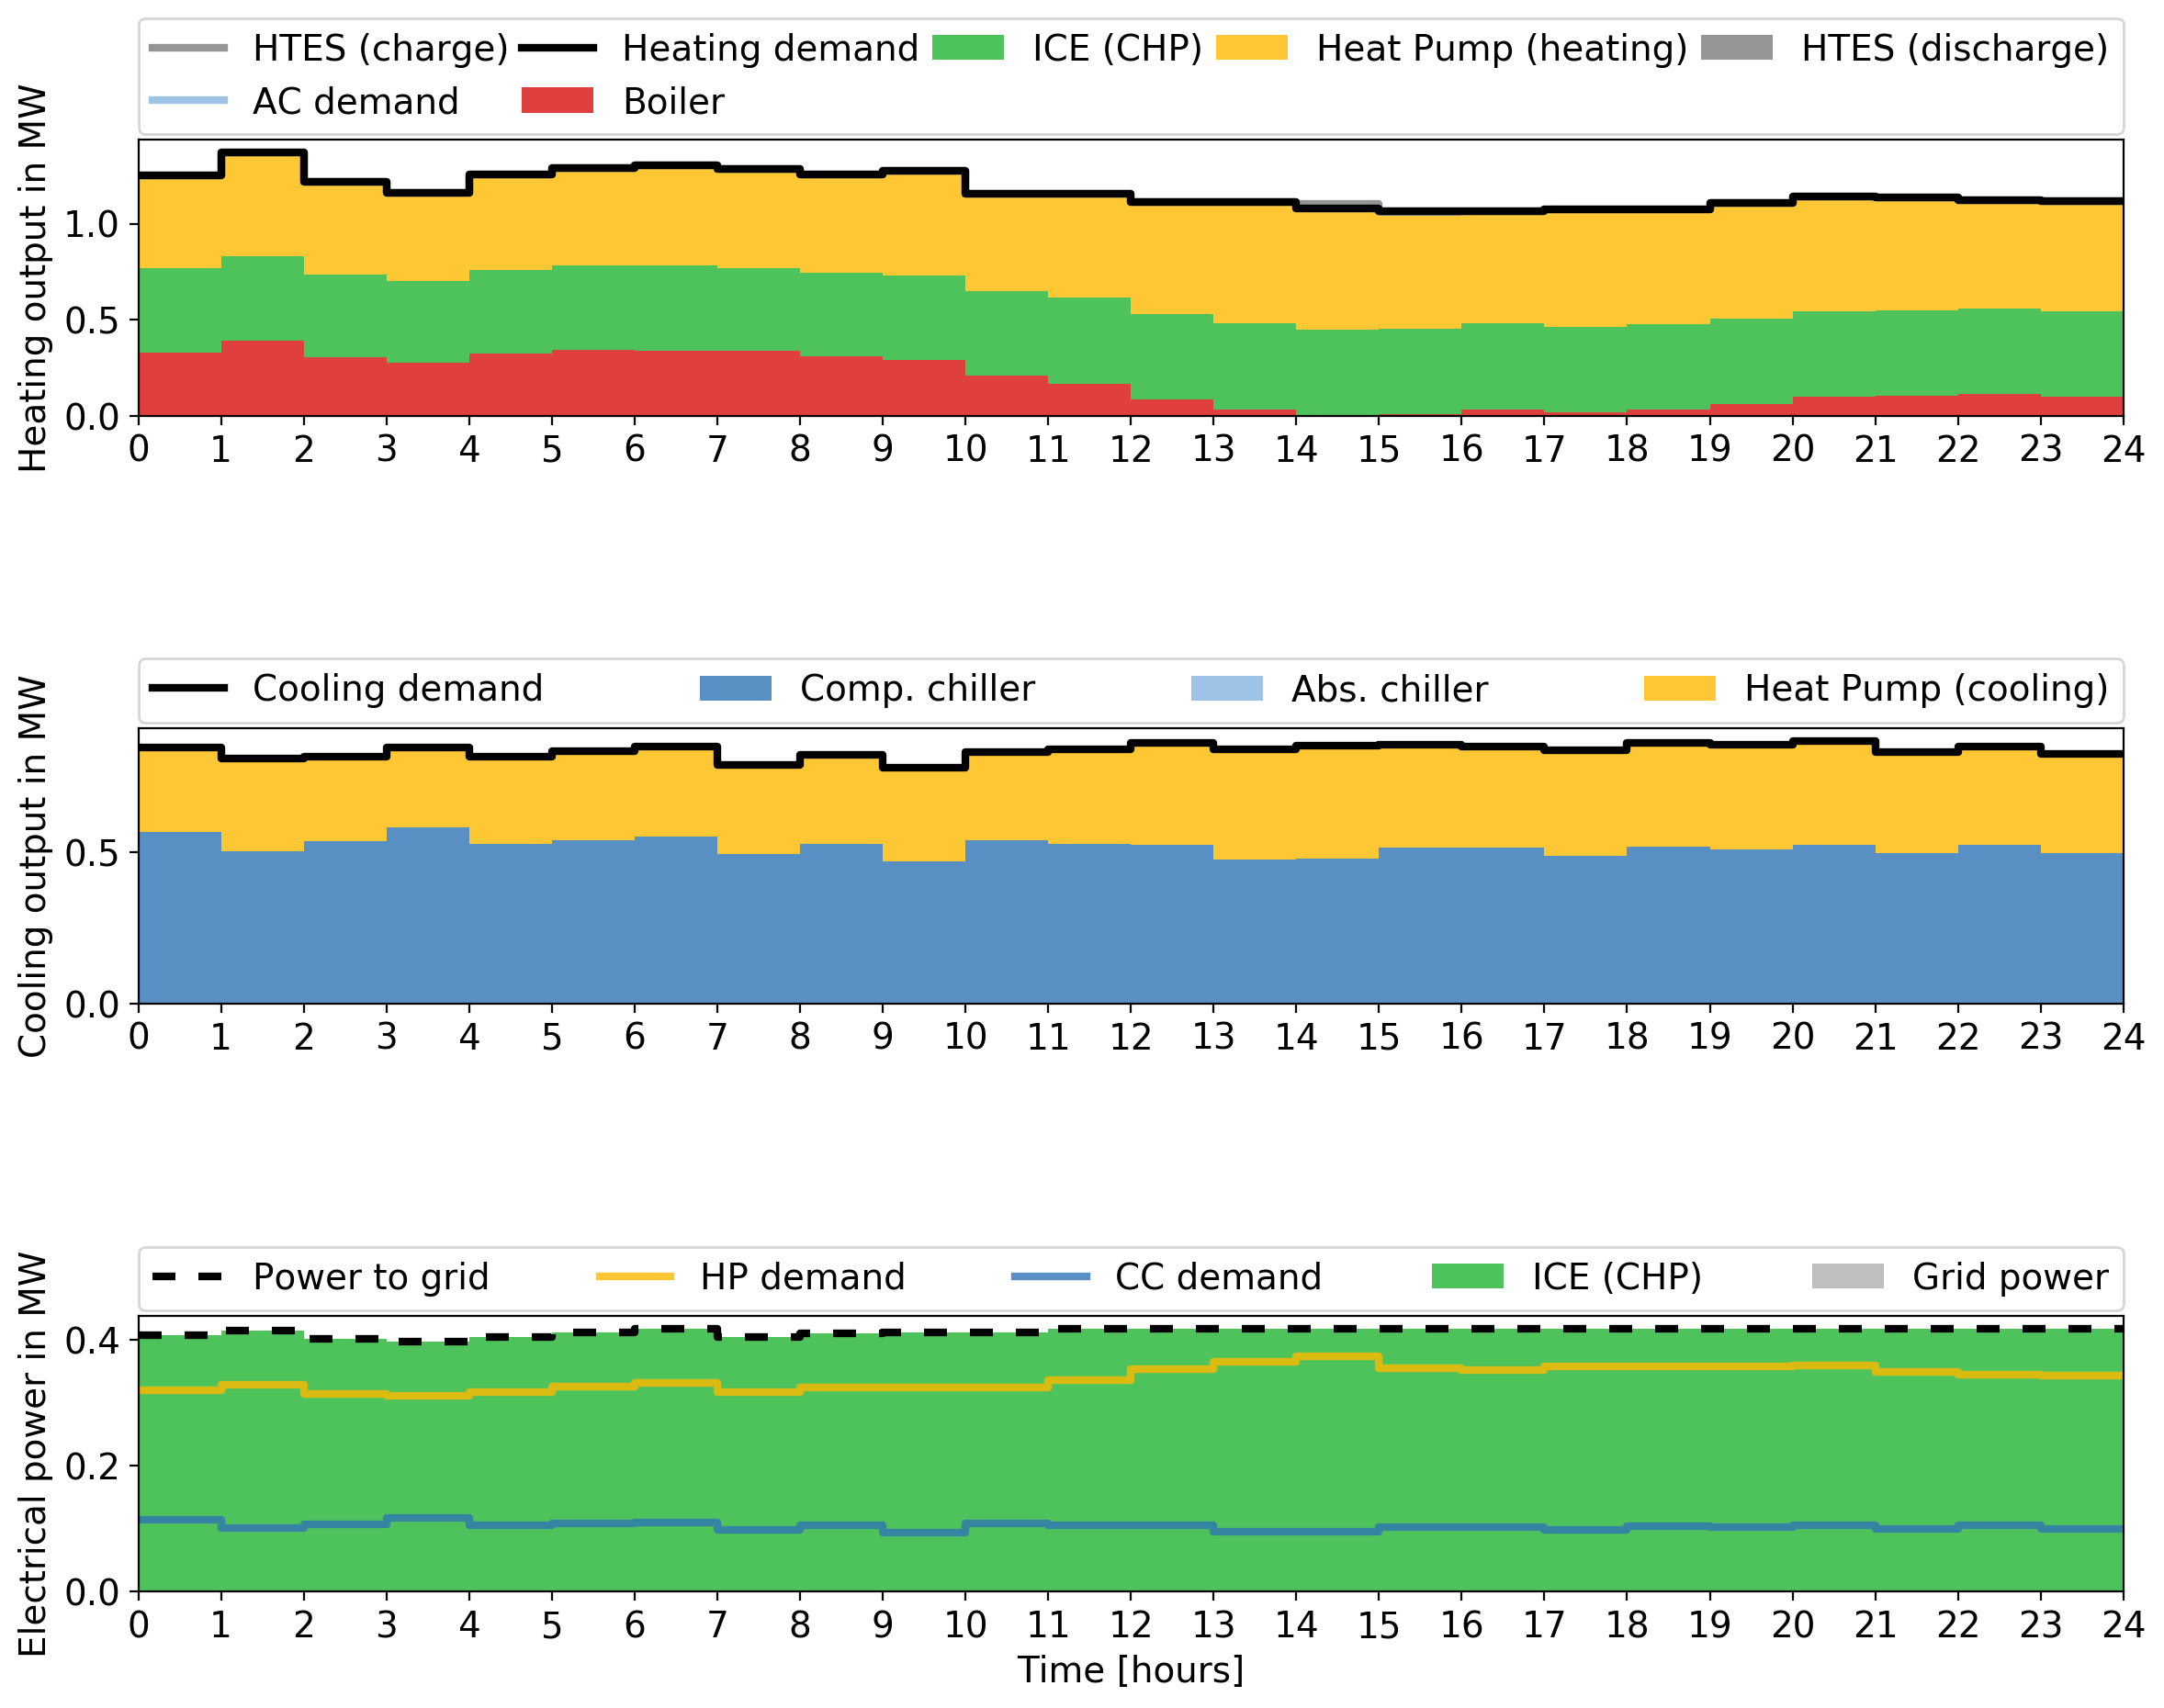 HTES (charge) Heating demand ICE (CHP) Heat Pump (heating) HTES (discharge)
AC demand Boiler
Heating output in MW
1.0
0.5
0.0
0 1 2 3 4 5 6 7 8 9 10 11 12 13 14 15 16 17 18 19 20 21 22 23 24
Cooling demand Comp. chiller Abs. chiller Heat Pump (cooling)
Cooling output in MW
0.5
0.0
0 1 2 3 4 5 6 7 8 9 10 11 12 13 14 15 16 17 18 19 20 21 22 23 24
Power to grid HP demand CC demand ICE (CHP) Grid power
Electrical power in MW
0.4
0.2
0.0
0 1 2 3 4 5 6 7 8 9 10 11 12 13 14 15 16 17 18 19 20 21 22 23 24
Time [hours]